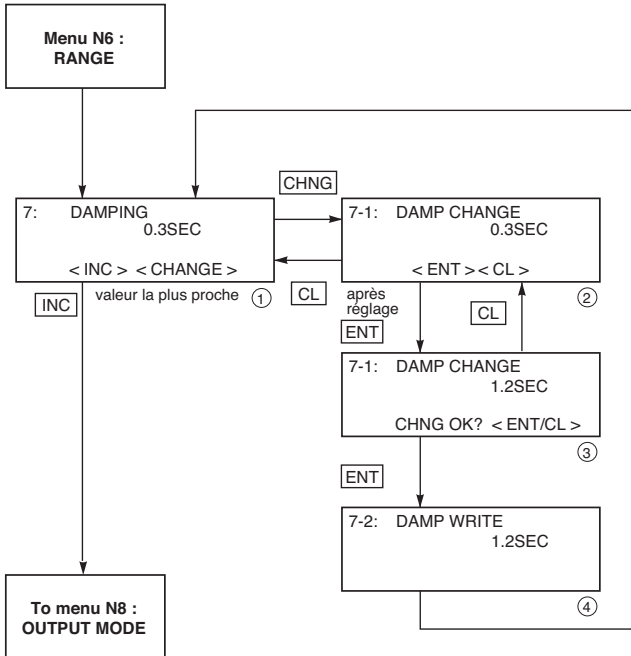 Menu N6 :
RANGE
CHNG
7: DAMPING
0.3SEC
< INC > < CHANGE >
valeur la plus proche 1
INC
CL
7-1: DAMP CHANGE
0.3SEC
< ENT >< CL >
2
après
réglage
ENT
CL
7-1: DAMP CHANGE
1.2SEC
CHNG OK? < ENT/CL >
3
ENT
7-2: DAMP WRITE
1.2SEC
4
To menu N8 :
OUTPUT MODE